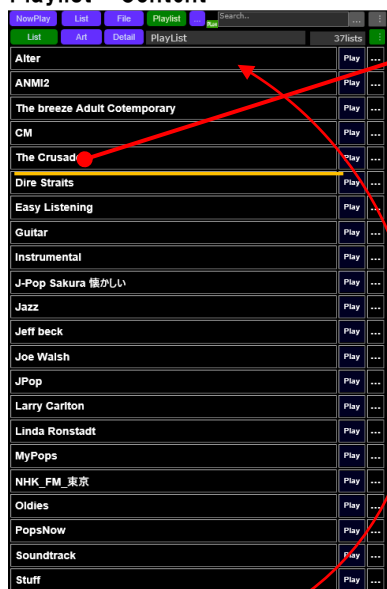 Playlist Content
NowPlay List File Playlist ... Run Search... ... :
List Art Detail PlayList 37lists :
Alter Play ...
ANMI2 Play ...
The breeze Adult Cotemporary Play ...
CM Play ...
The Crusad Play ...
Dire Straits Play ...
Easy Listening Play ...
Guitar Play ...
Instrumental Play ...
J-Pop Sakura 懐かしい Play ...
Jazz Play ...
Jeff beck Play ...
Joe Walsh Play ...
JPop Play ...
Larry Carlton Play ...
Linda Ronstadt Play ...
MyPops Play ...
NHK_FM_東京 Play ...
Oldies Play ...
PopsNow Play ...
Soundtrack Play ...
Stuff Play ...